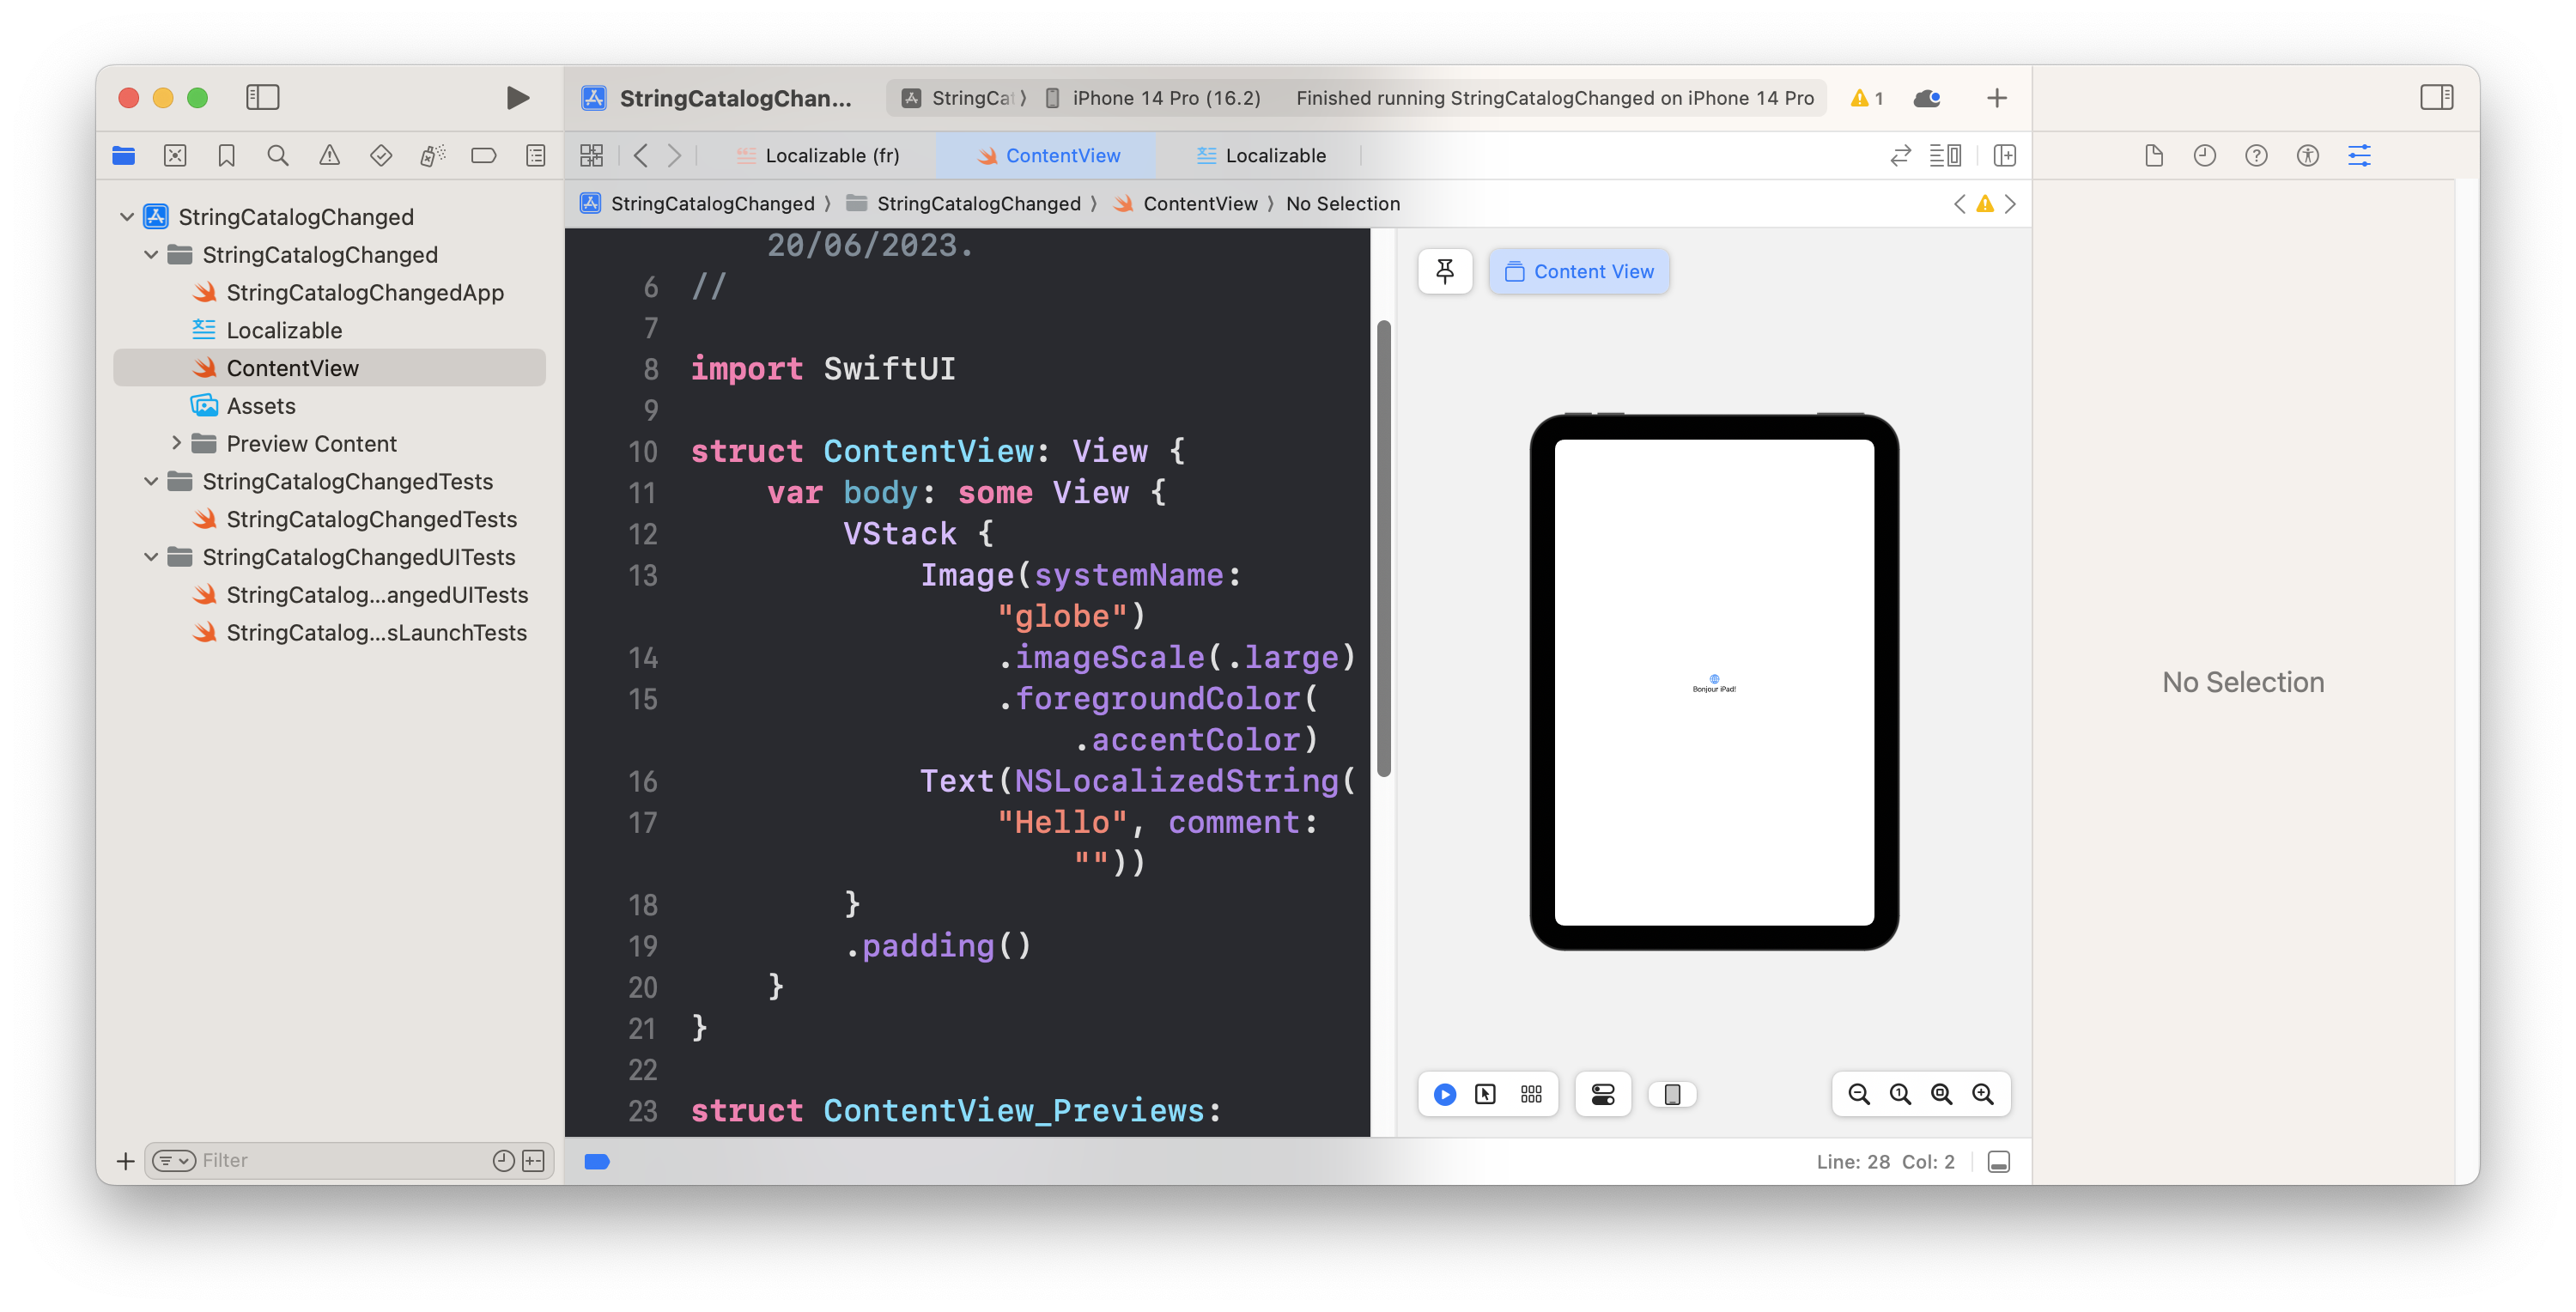 StringCatalogChan...
StringCat
iPhone 14 Pro (16.2)
Finished running StringCatalogChanged on iPhone 14 Pro
1
Localizable (fr)
ContentView
Localizable
StringCatalogChanged
StringCatalogChanged
ContentView
No Selection
StringCatalogChanged
StringCatalogChanged
StringCatalogChangedApp
Localizable
ContentView
Assets
Preview Content
StringCatalogChangedTests
StringCatalogChangedTests
StringCatalogChangedUITests
StringCatalog...angedUITests
StringCatalog...sLaunchTests
Filter
20/06/2023.
6 //
7
8 import SwiftUI
9
10 struct ContentView: View {
11 var body: some View {
12 VStack {
13 Image(systemName:
"globe")
14 .imageScale(.large)
15 .foregroundColor(
.accentColor)
16 Text(NSLocalizedString(
17 "Hello", comment:
""))
18 }
19 .padding()
20 }
21 }
22
23 struct ContentView_Previews:
Content View
Bonjour iPad!
Line: 28 Col: 2
No Selection